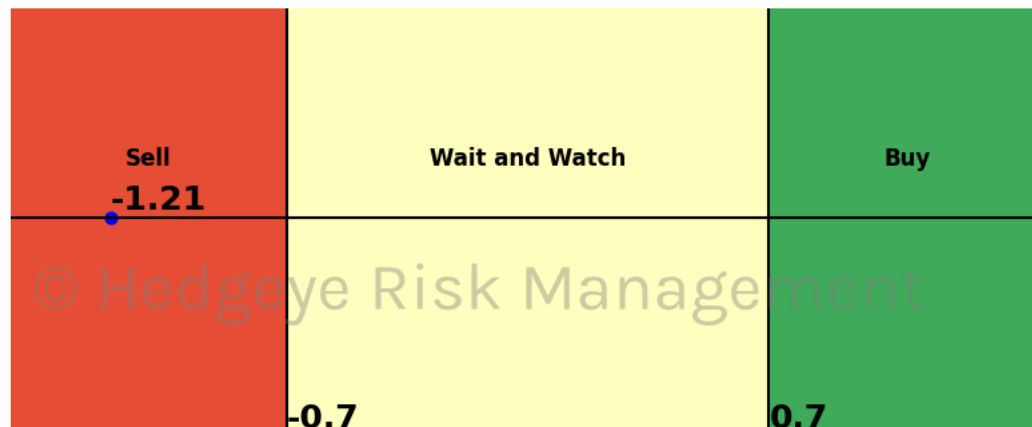 Sell
Wait and Watch
Buy
-1.21
© Hedgeye Risk Management
-0.7
0.7